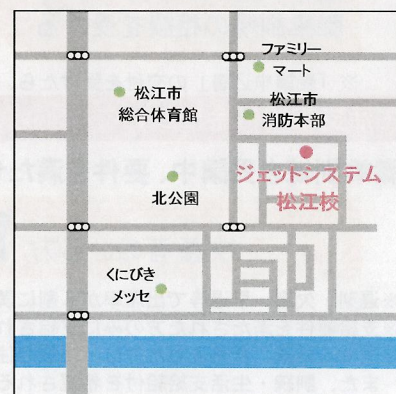 ファミリー
マート
松江市
総合体育館
松江市
消防本部
ジェットシステム
松江校
北公園
くにびき
メッセ